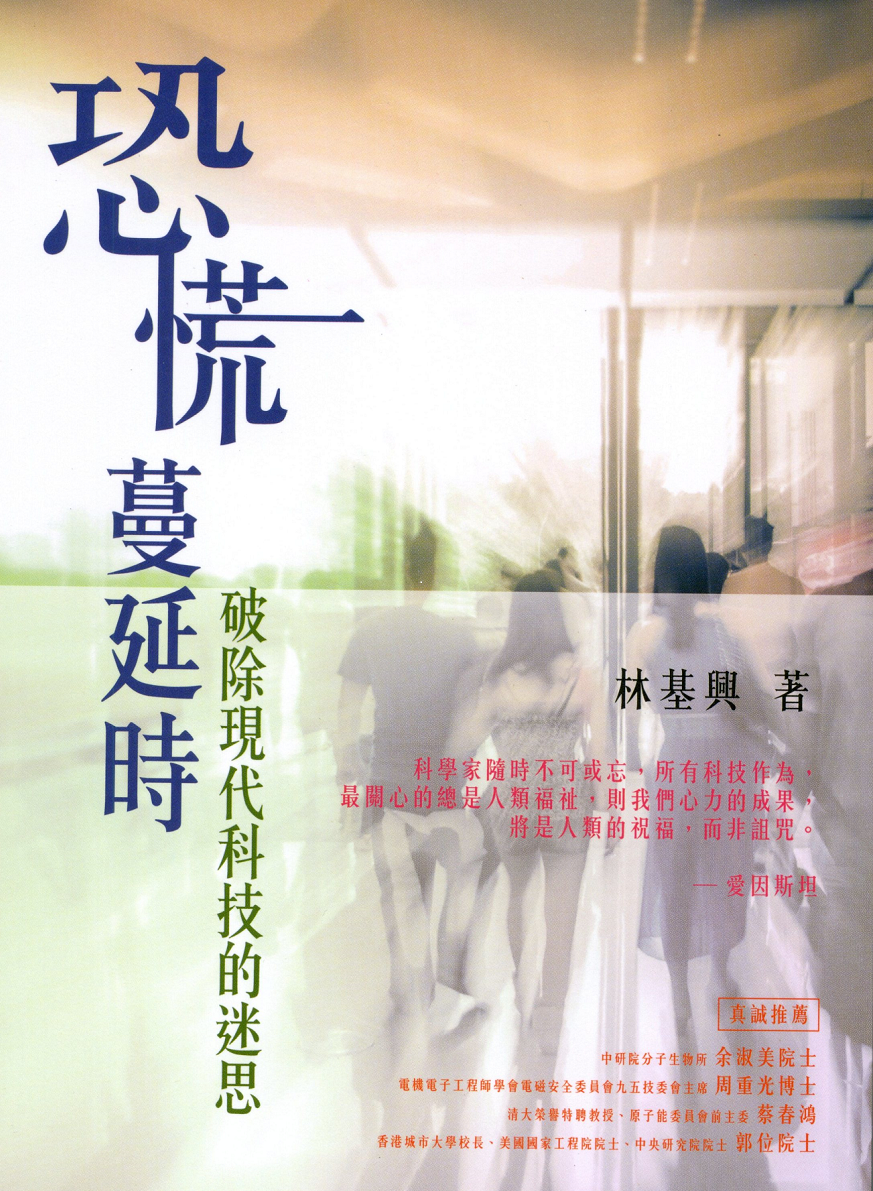 恐慌
蔓延時
破除現代科技的迷思
林基興 著
科學家隨時不可或忘，所有科技作為，
最關心的總是人類福祉，則我們心力的成果，
將是人類的祝福，而非詛咒。
— 愛因斯坦
真誠推薦
中研院分子生物所 余淑美院士
電機電子工程師學會電磁安全委員會九五技委會主席 周重光博士
清大榮譽特聘教授、原子能委員會前主委 蔡春鴻
香港城市大學校長、美國國家工程院院士、中央研究院院士 郭位院士